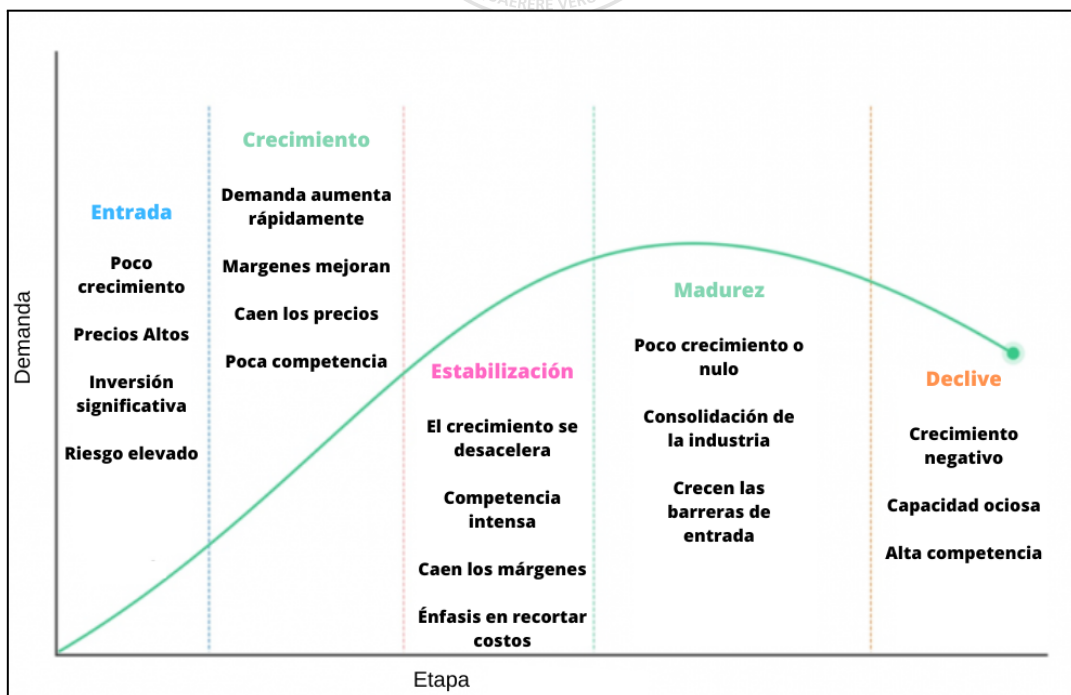 Crecimiento
Demanda aumenta
rápidamente
Margenes mejoran
Caen los precios
Poca competencia
Entrada
Poco
crecimiento
Precios Altos
Inversión
significativa
Riesgo elevado
Estabilización
El crecimiento se
desacelera
Competencia
intensa
Caen los márgenes
Énfasis en recortar
costos
Madurez
Poco crecimiento o
nulo
Consolidación de
la industria
Crecen las
barreras de
entrada
Declive
Crecimiento
negativo
Capacidad ociosa
Alta competencia
Demanda
Etapa